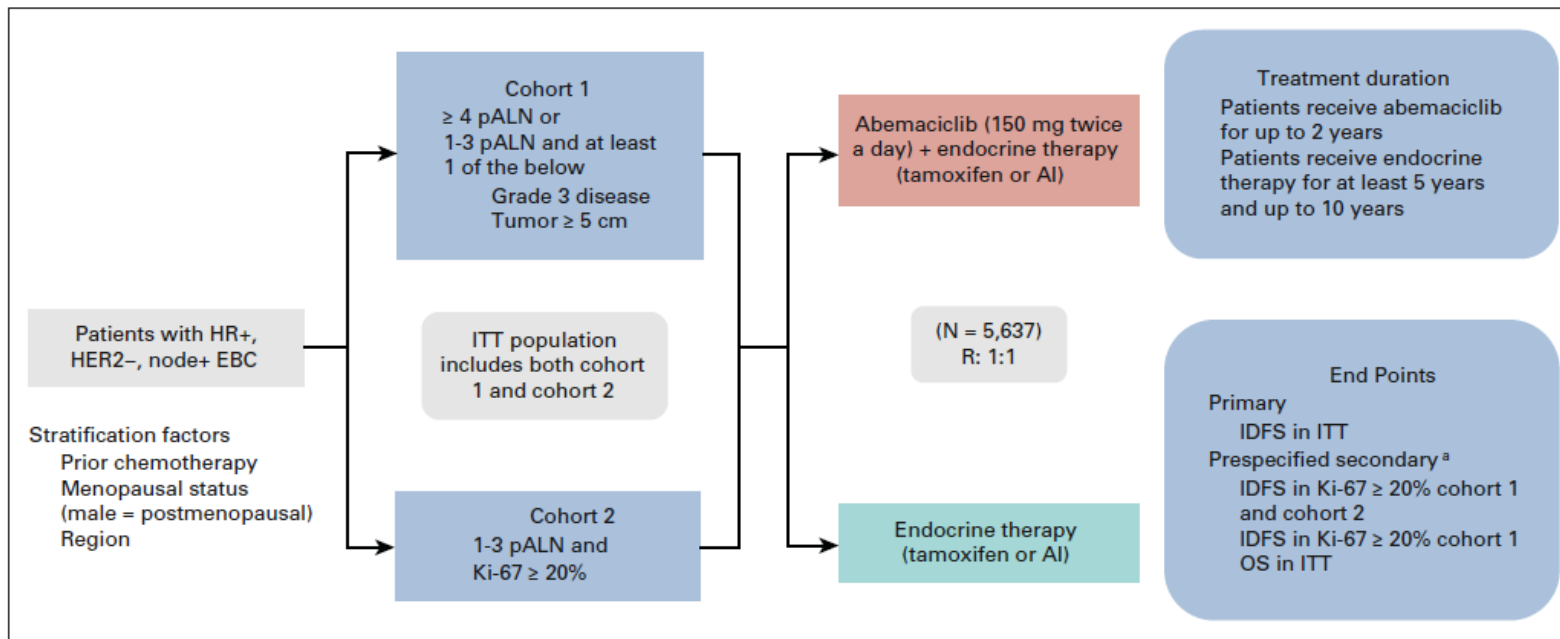 Patients with HR+,
HER2–, node+ EBC
Stratification factors
Prior chemotherapy
Menopausal status
(male = postmenopausal)
Region
Cohort 1
≥ 4 pALN or
1-3 pALN and at least
1 of the below
Grade 3 disease
Tumor ≥ 5 cm
ITT population
includes both cohort
1 and cohort 2
Cohort 2
1-3 pALN and
Ki-67 ≥ 20%
Abemaciclib (150 mg twice
a day) + endocrine therapy
(tamoxifen or AI)
(N = 5,637)
R: 1:1
Endocrine therapy
(tamoxifen or AI)
Treatment duration
Patients receive abemaciclib
for up to 2 years
Patients receive endocrine
therapy for at least 5 years
and up to 10 years
End Points
Primary
IDFS in ITT
Prespecified secondary a
IDFS in Ki-67 ≥ 20% cohort 1
and cohort 2
IDFS in Ki-67 ≥ 20% cohort 1
OS in ITT